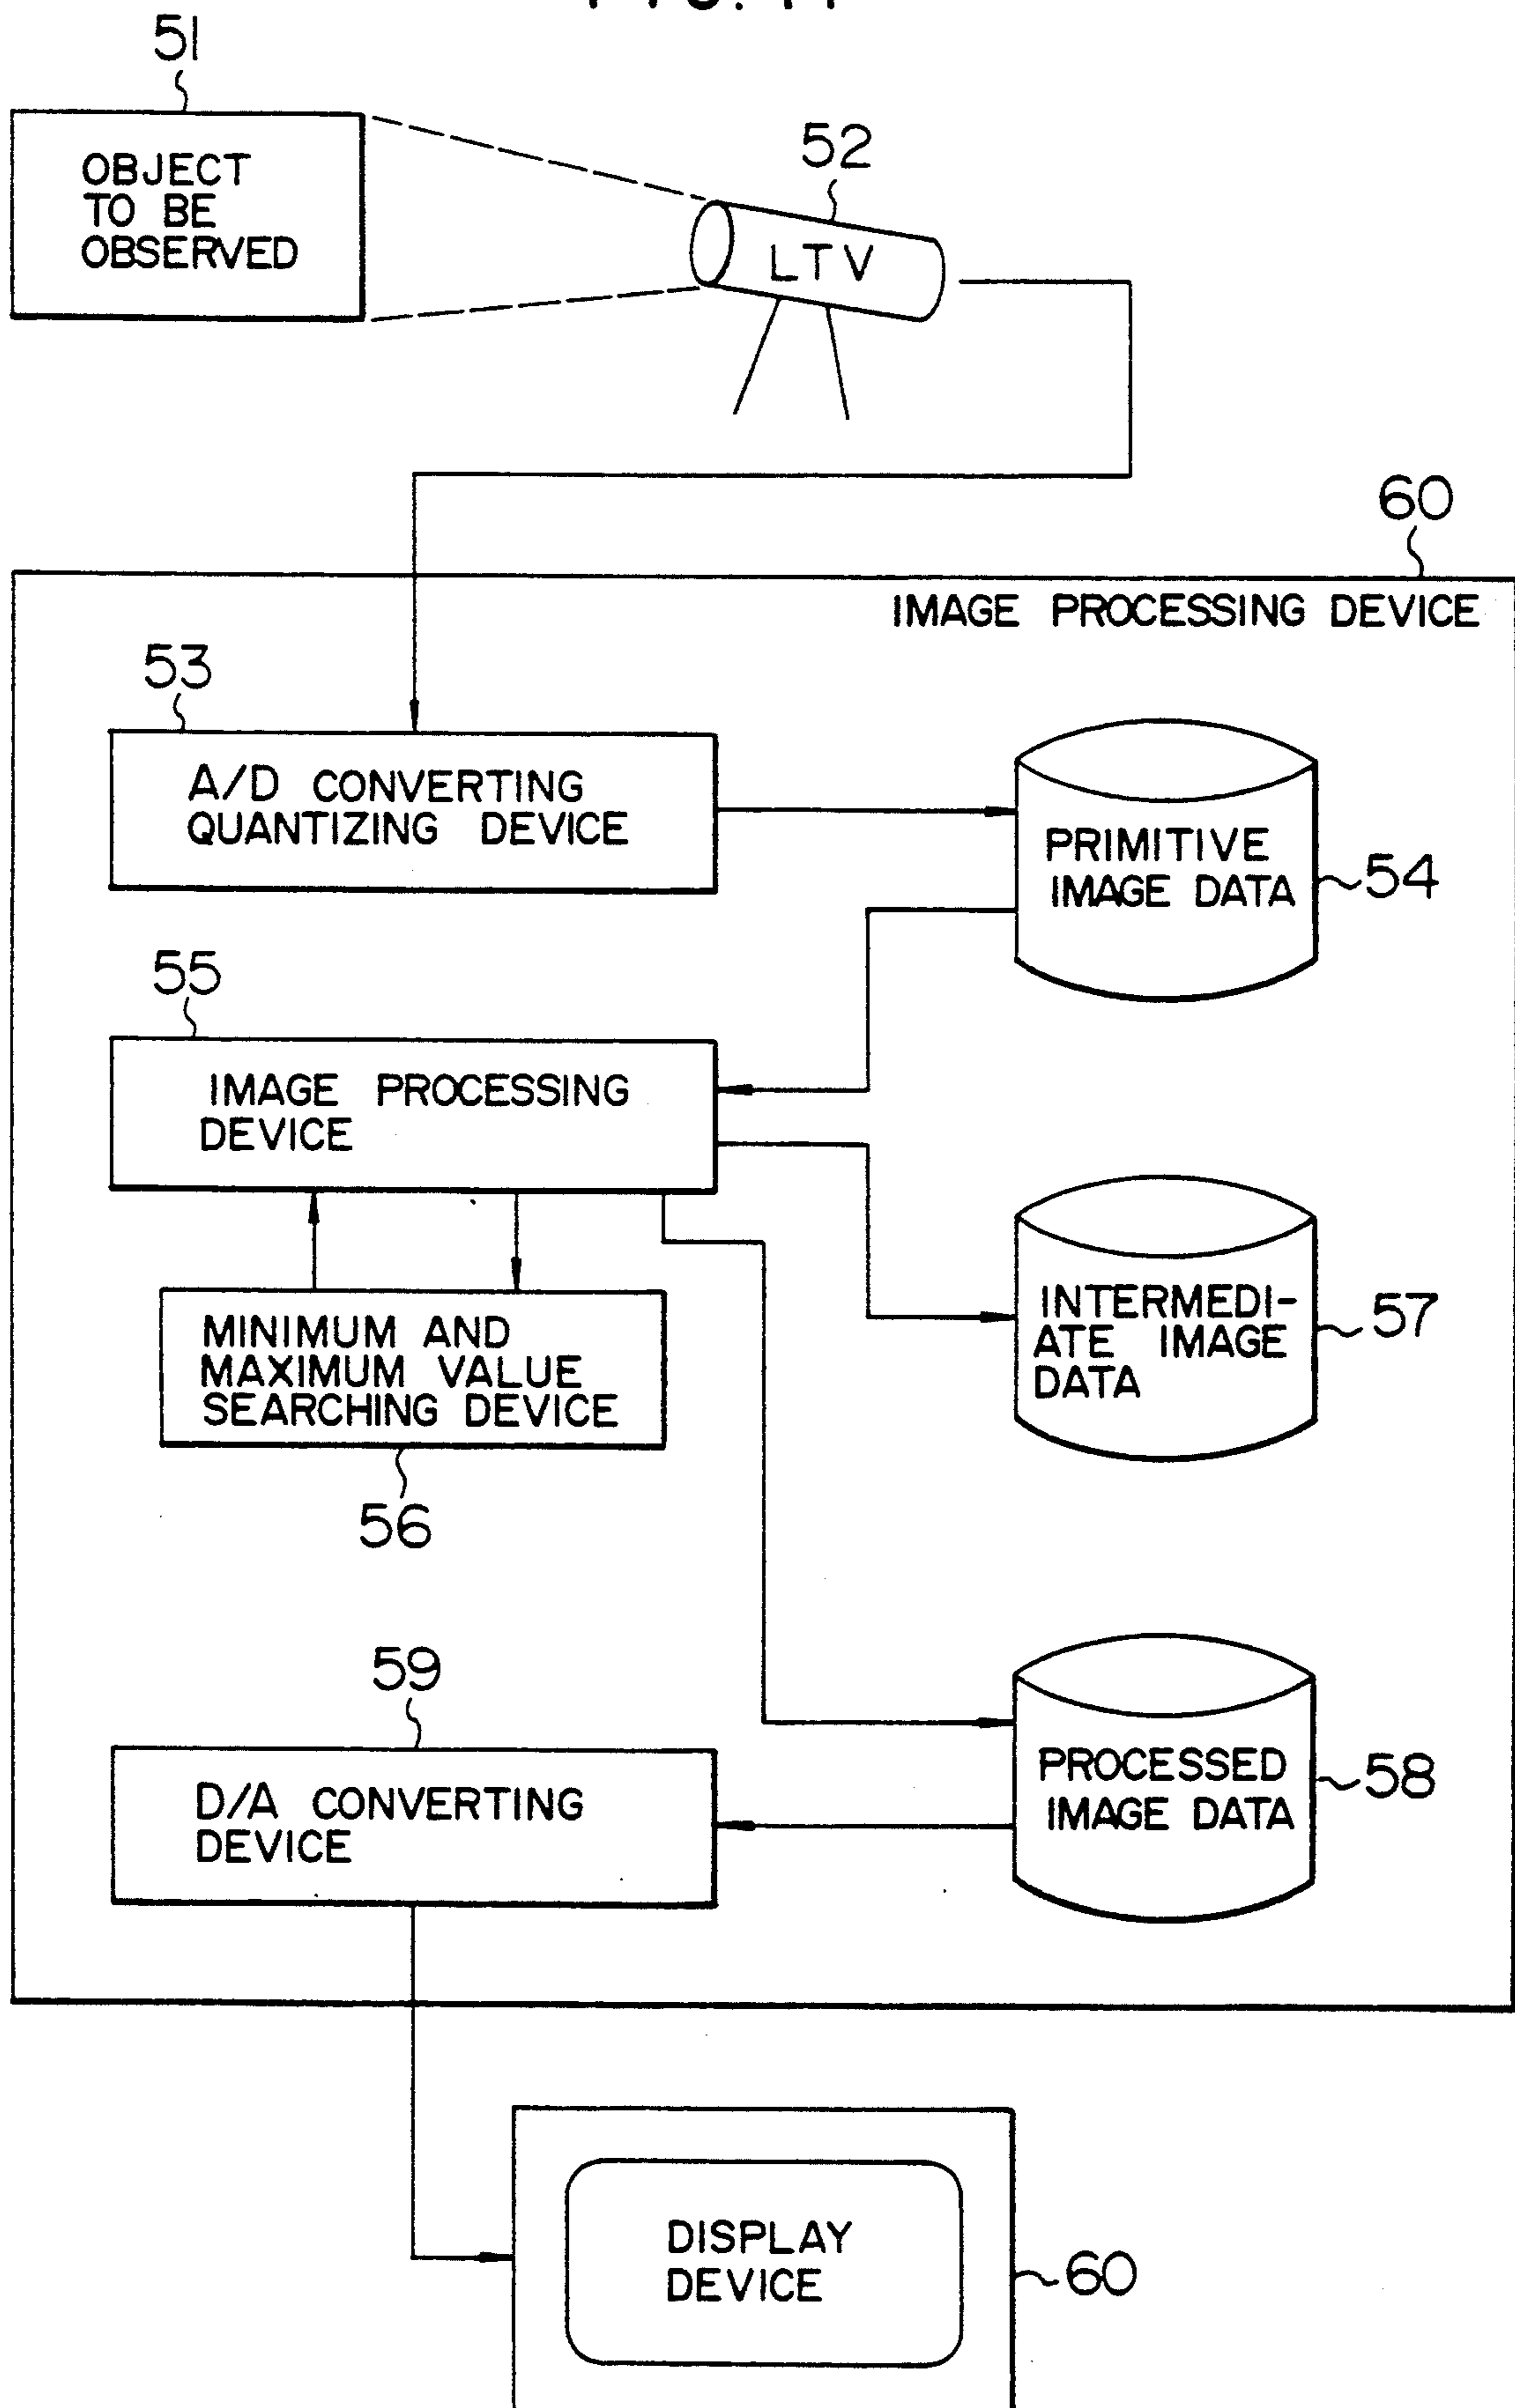 51
OBJECT
TO BE
OBSERVED
52
LTV
60
IMAGE PROCESSING DEVICE
53
A/D CONVERTING
QUANTIZING DEVICE
PRIMITIVE
IMAGE DATA
54
55
IMAGE PROCESSING
DEVICE
MINIMUM AND
MAXIMUM VALUE
SEARCHING DEVICE
56
INTERMEDI-
ATE IMAGE
DATA
57
59
D/A CONVERTING
DEVICE
PROCESSED
IMAGE DATA
58
DISPLAY
DEVICE
60